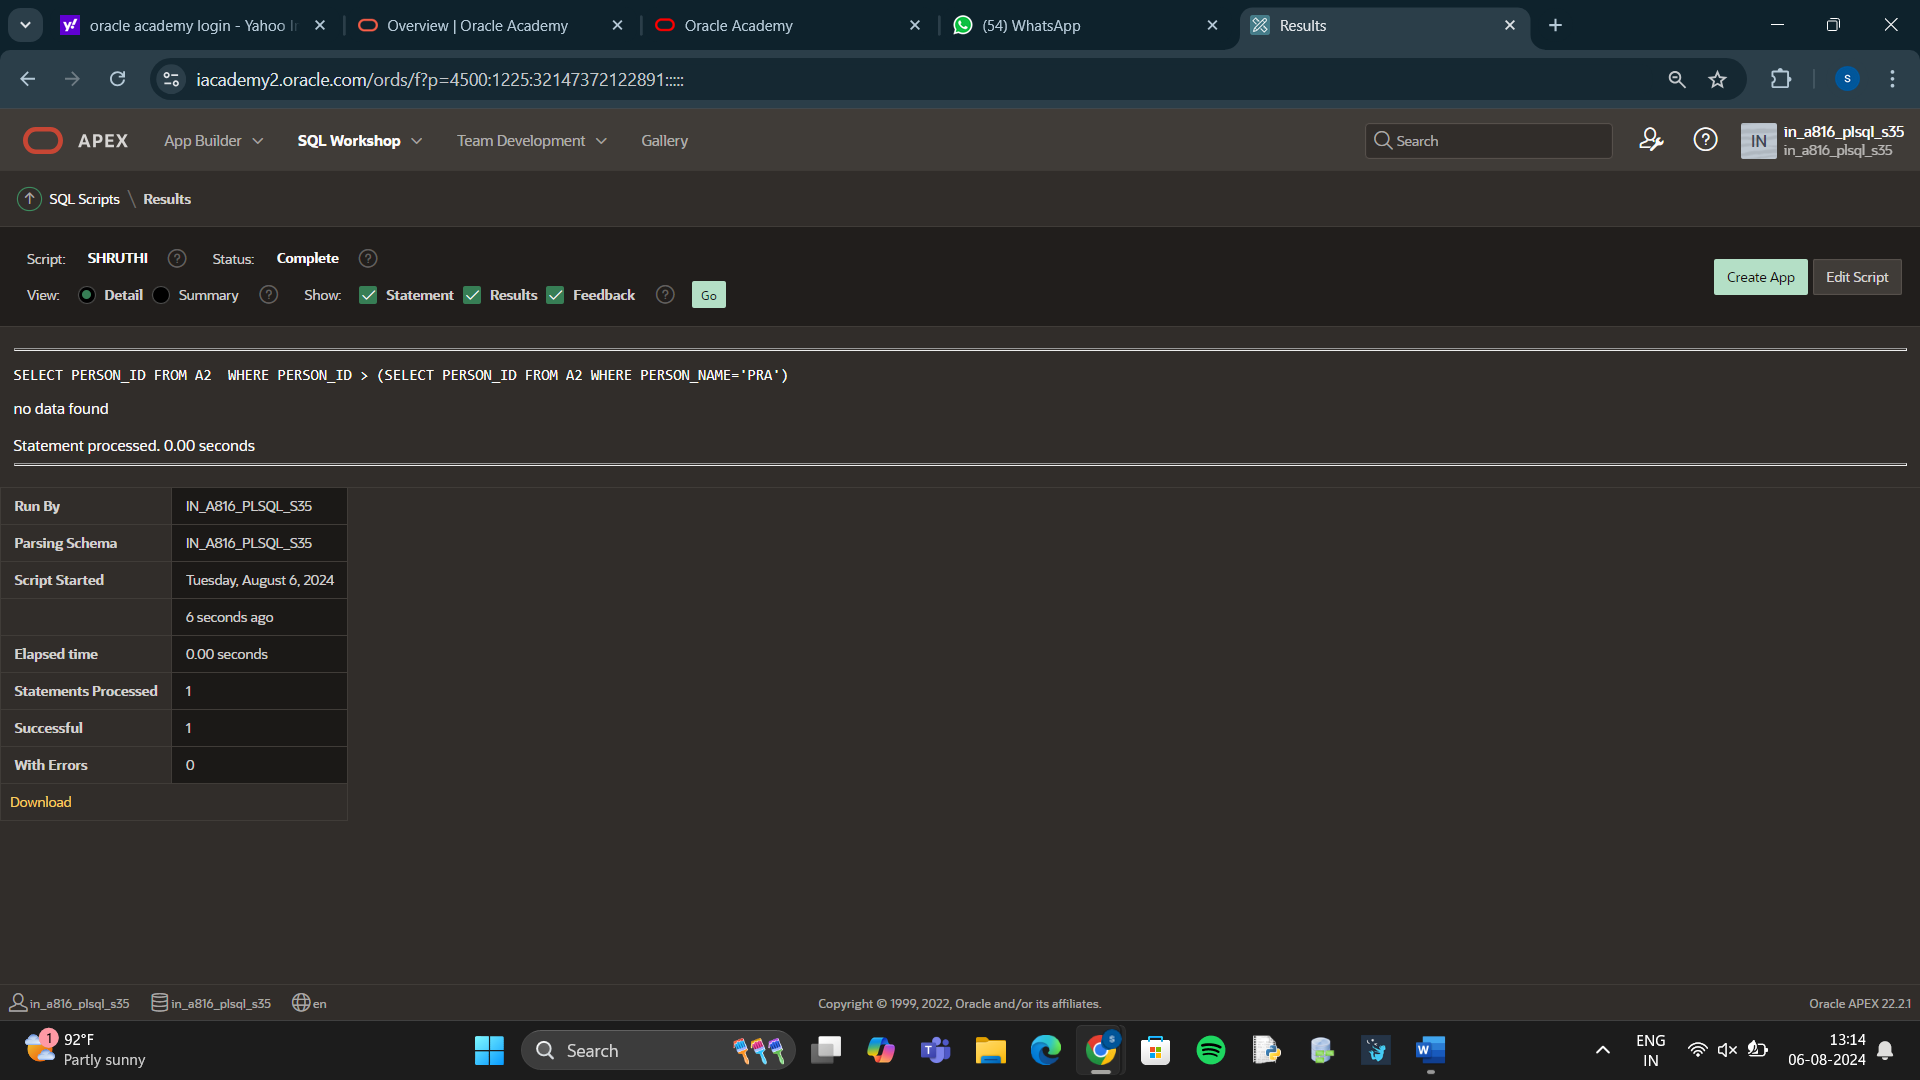 oracle academy login - Yahoo I
Overview | Oracle Academy
Oracle Academy
(54) WhatsApp
Results
iacademy2.oracle.com/ords/f?p=4500:1225:32147372122891:::::
S
APEX
App Builder
SQL Workshop
Team Development
Gallery
Search
IN
in_a816_plsql_s35
in_a816_plsql_s35
SQL Scripts \ Results
Script: SHRUTHI ? Status: Complete ?
View: Detail Summary ? Show: Statement Results Feedback ? Go
Create App Edit Script
SELECT PERSON_ID FROM A2  WHERE PERSON_ID > (SELECT PERSON_ID FROM A2 WHERE PERSON_NAME='PRA')
no data found
Statement processed. 0.00 seconds
Run By IN_A816_PLSQL_S35
Parsing Schema IN_A816_PLSQL_S35
Script Started Tuesday, August 6, 2024
6 seconds ago
Elapsed time 0.00 seconds
Statements Processed 1
Successful 1
With Errors 0
Download
in_a816_plsql_s35 in_a816_plsql_s35 en
Copyright © 1999, 2022, Oracle and/or its affiliates.
Oracle APEX 22.2.1
1
92°F
Partly sunny
Search
ENG
IN
13:14
06-08-2024